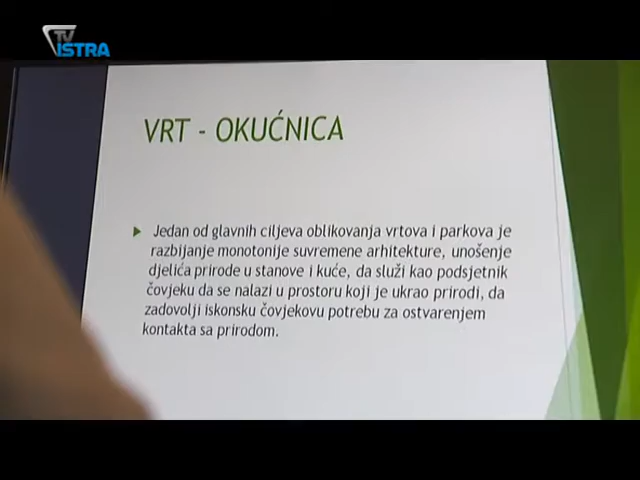 TV
ISTRA
VRT - OKUĆNICA
Jedan od glavnih ciljeva oblikovanja vrtova i parkova je
razbijanje monotonije suvremene arhitekture, unošenje
djelića prirode u stanove i kuće, da služi kao podsjetnik
čovjeku da se nalazi u prostoru koji je ukrao prirodi, da
zadovolji iskonsku čovjekovu potrebu za ostvarenjem
kontakta sa prirodom.